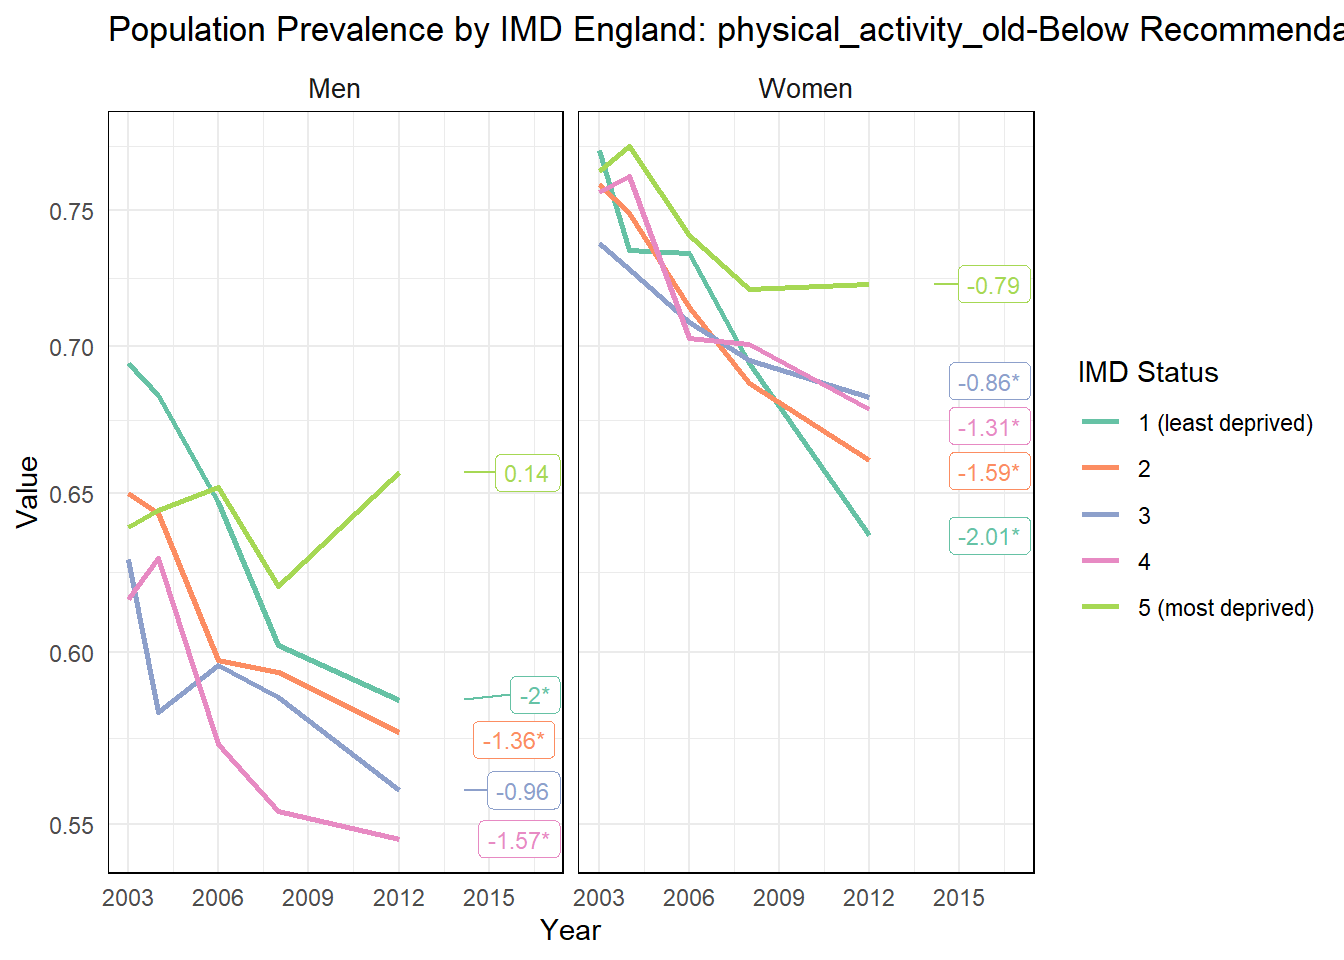 Population Prevalence by IMD England: physical_activity_old-Below Recommenda
Men
Women
Value
0.75
0.70
0.65
0.60
0.55
0.14
-2*
-1.36*
-0.96
-1.57*
-0.79
-0.86*
-1.31*
-1.59*
-2.01*
2003 2006 2009 2012 2015
2003 2006 2009 2012 2015
Year
IMD Status
1 (least deprived)
2
3
4
5 (most deprived)